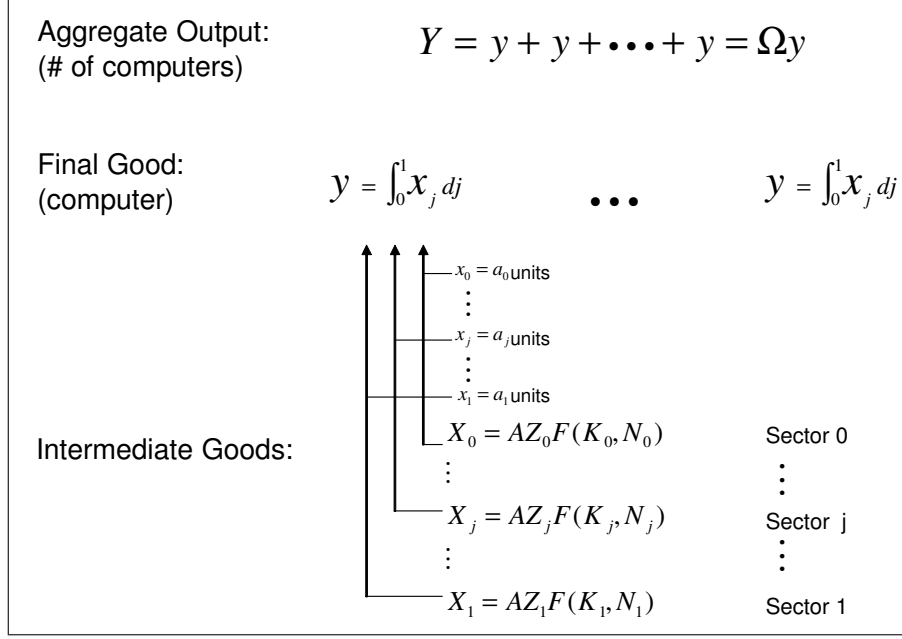 Aggregate Output:
(# of computers)
Y = y + y + ••• + y = Ωy
Final Good:
(computer)
y = ∫₀¹ x_j dj ••• y = ∫₀¹ x_j dj
x₀ = a₀ units
⋮
x_j = a_j units
⋮
x₁ = a₁ units
Intermediate Goods:
X₀ = AZ₀F(K₀, N₀) Sector 0
⋮ ⋮
X_j = AZ_jF(K_j, N_j) Sector j
⋮ ⋮
X₁ = AZ₁F(K₁, N₁) Sector 1